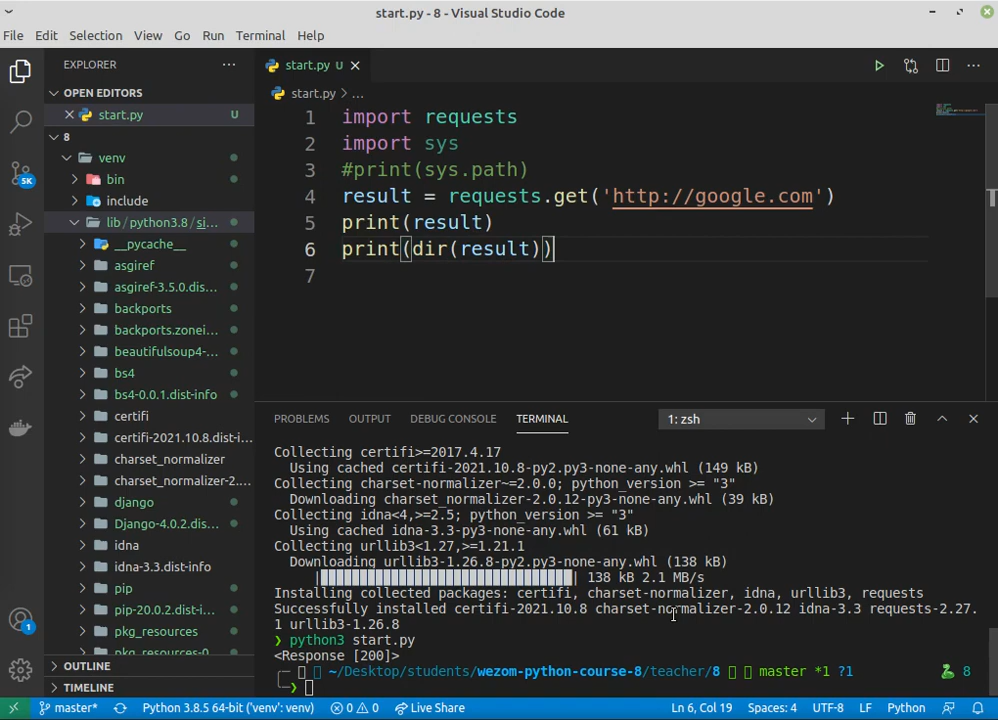 start.py - 8 - Visual Studio Code
File Edit Selection View Go Run Terminal Help
EXPLORER
OPEN EDITORS
start.py U
8
venv
bin
include
lib / python3.8 / si...
__pycache__
asgiref
asgiref-3.5.0.dis...
backports
backports.zonei...
beautifulsoup4-...
bs4
bs4-0.0.1.dist-info
certifi
certifi-2021.10.8.dist-i...
charset_normalizer
charset_normalizer-2....
django
Django-4.0.2.dis...
idna
idna-3.3.dist-info
pip
pip-20.0.2.dist-i...
pkg_resources
OUTLINE
TIMELINE
5K
1
start.py U
start.py > ...
1 import requests
2 import sys
3 #print(sys.path)
4 result = requests.get('http://google.com')
5 print(result)
6 print(dir(result))
7
PROBLEMS OUTPUT DEBUG CONSOLE TERMINAL 1: zsh
Collecting certifi>=2017.4.17
Using cached certifi-2021.10.8-py2.py3-none-any.whl (149 kB)
Collecting charset-normalizer~=2.0.0; python_version >= "3"
Downloading charset_normalizer-2.0.12-py3-none-any.whl (39 kB)
Collecting idna<4,>=2.5; python_version >= "3"
Using cached idna-3.3-py3-none-any.whl (61 kB)
Collecting urllib3<1.27,>=1.21.1
Downloading urllib3-1.26.8-py2.py3-none-any.whl (138 kB)
138 kB 2.1 MB/s
Installing collected packages: certifi, charset-normalizer, idna, urllib3, requests
Successfully installed certifi-2021.10.8 charset-normalizer-2.0.12 idna-3.3 requests-2.27.
1 urllib3-1.26.8
❯ python3 start.py
<Response [200]>
~/Desktop/students/wezom-python-course-8/teacher/8 master *1 ?1 8
master* Python 3.8.5 64-bit ('venv': venv) 0 0 Live Share Ln 6, Col 19 Spaces: 4 UTF-8 LF Python